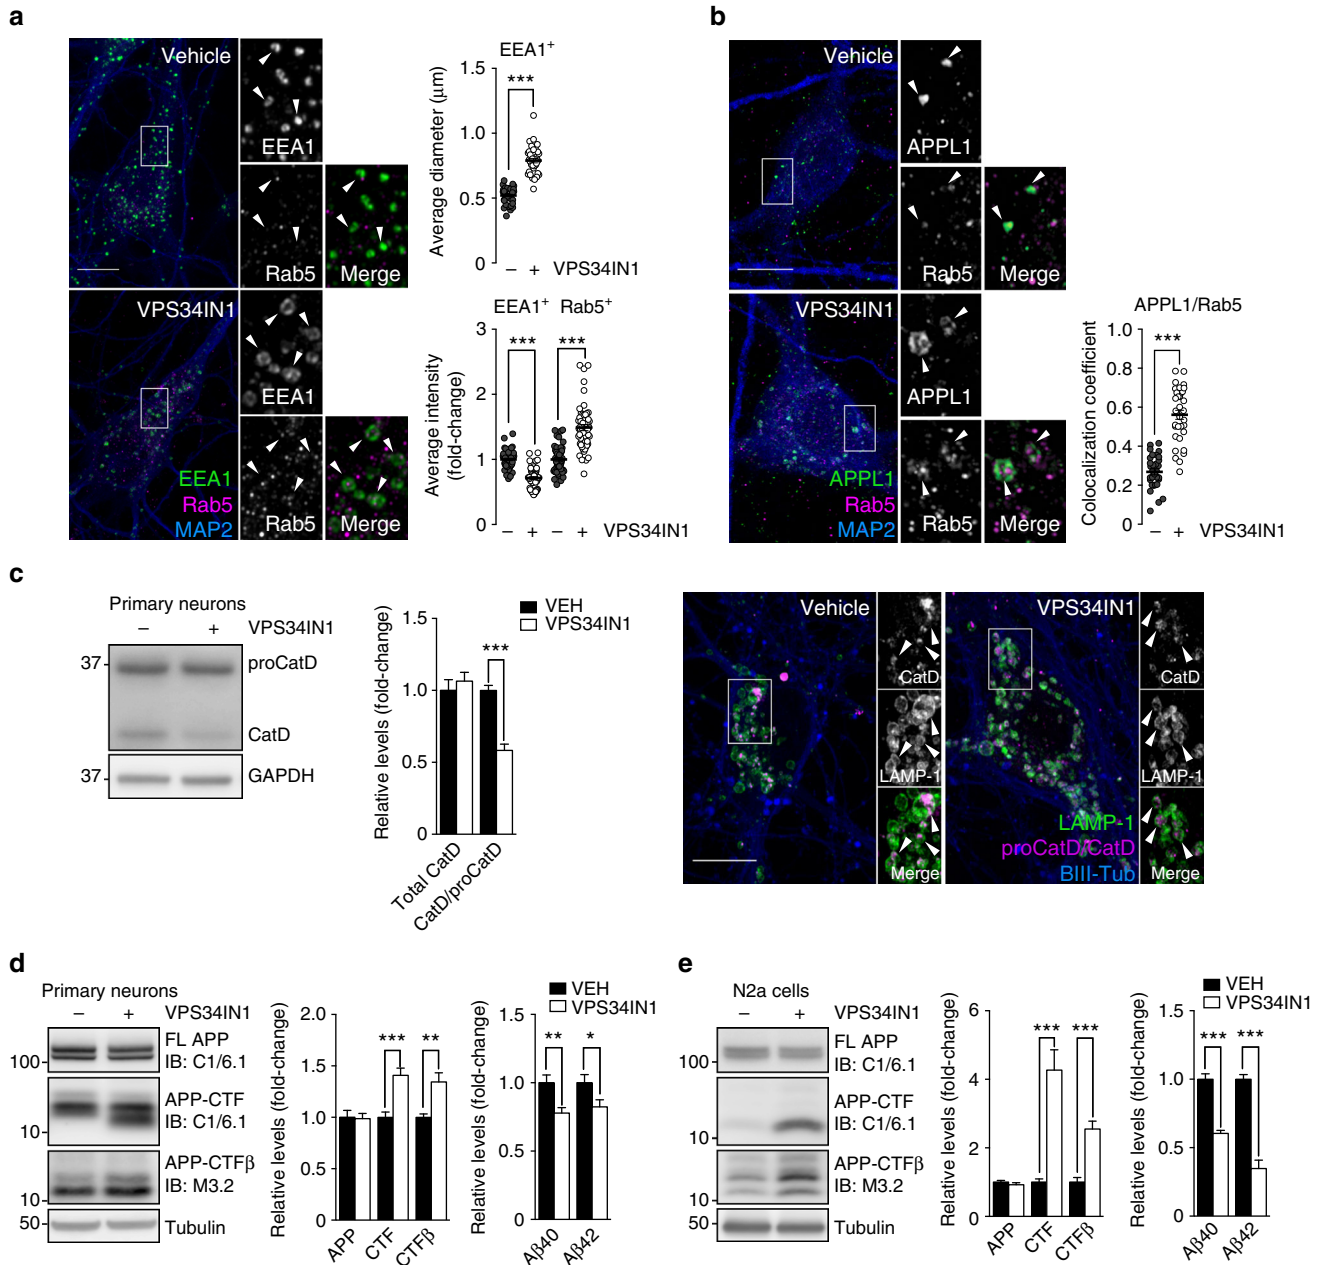 a
Vehicle
EEA1
Rab5
Merge
VPS34IN1
EEA1
EEA1
Rab5
MAP2
Rab5
Merge
EEA1+
Average diameter (μm)
1.5
1.0
0.5
0
– + VPS34IN1
EEA1+ Rab5+
Average intensity
(fold-change)
3
2
1
0
*** ***
***
– + – + VPS34IN1
b
Vehicle
APPL1
Rab5
Merge
VPS34IN1
APPL1
APPL1
Rab5
MAP2
Rab5
Merge
APPL1/Rab5
Colocalization coefficient
1.0
0.8
0.6
0.4
0.2
0
***
– + VPS34IN1
c
Primary neurons
– + VPS34IN1
37
proCatD
CatD
37
GAPDH
VEH
VPS34IN1
Relative levels (fold-change)
1.5
1.0
0.5
0
***
Total CatD
CatD/proCatD
Vehicle
CatD
LAMP-1
Merge
VPS34IN1
LAMP-1
proCatD/CatD
BIII-Tub
CatD
LAMP-1
Merge
d
Primary neurons
– + VPS34IN1
100
FL APP
IB: C1/6.1
APP-CTF
IB: C1/6.1
10
APP-CTFβ
IB: M3.2
10
50
Tubulin
Relative levels (fold-change)
2.0
1.5
1.0
0.5
0
*** **
APP
CTF
CTFβ
VEH
VPS34IN1
Relative levels (fold-change)
1.5
1.0
0.5
0
** *
Aβ40
Aβ42
e
N2a cells
– + VPS34IN1
100
FL APP
IB: C1/6.1
APP-CTF
IB: C1/6.1
10
APP-CTFβ
IB: M3.2
10
50
Tubulin
Relative levels (fold-change)
6
4
2
1
0
*** ***
APP
CTF
CTFβ
VEH
VPS34IN1
Relative levels (fold-change)
1.5
1.0
0.5
0
*** ***
Aβ40
Aβ42